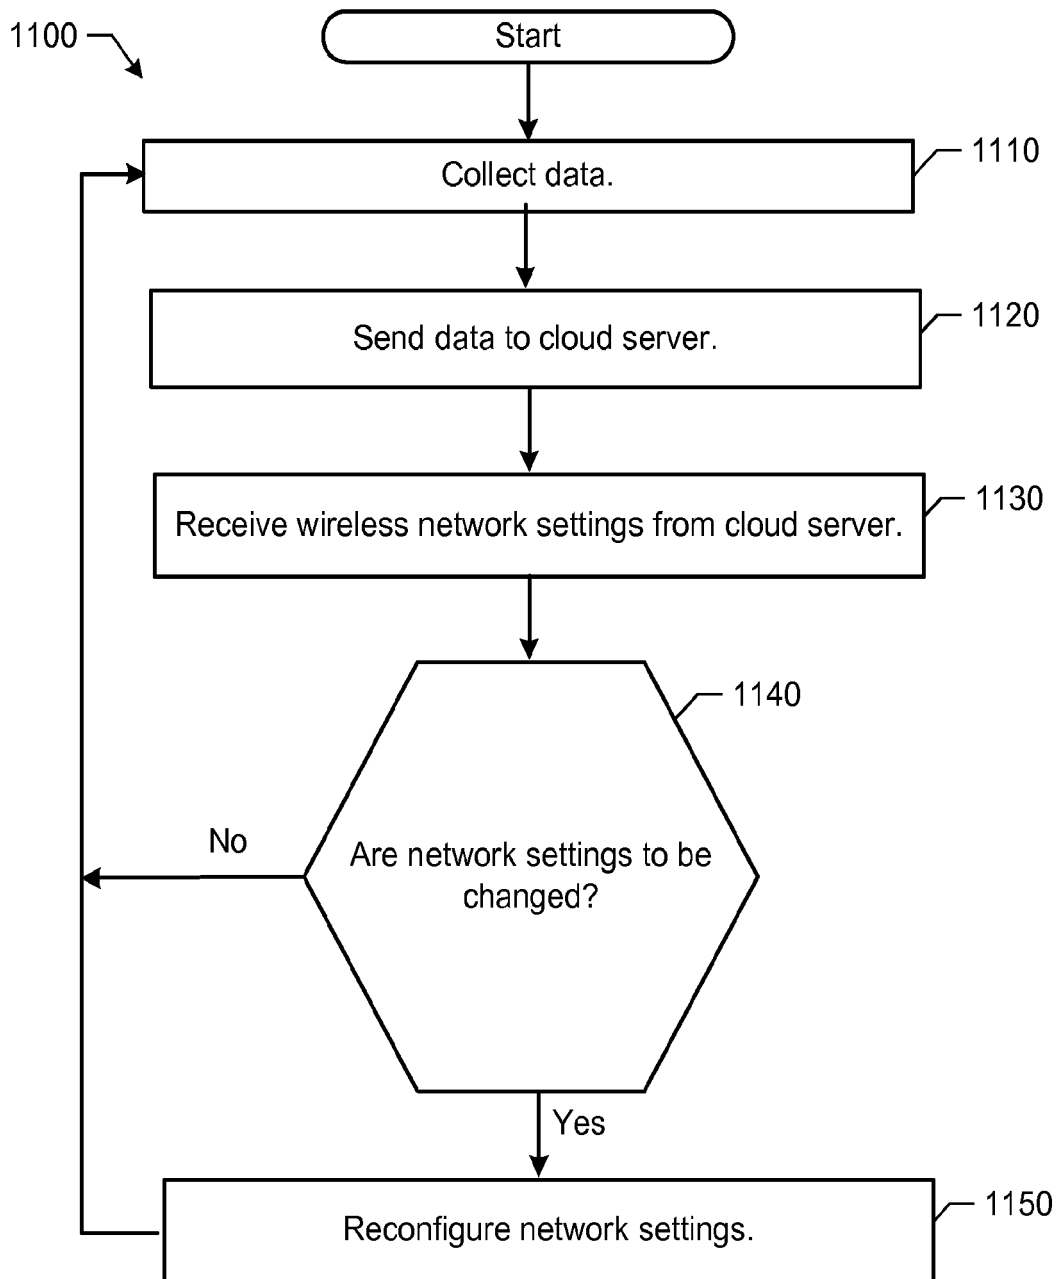 1100
Start
1110
Collect data.
1120
Send data to cloud server.
1130
Receive wireless network settings from cloud server.
1140
Are network settings to be
changed?
No
Yes
1150
Reconfigure network settings.